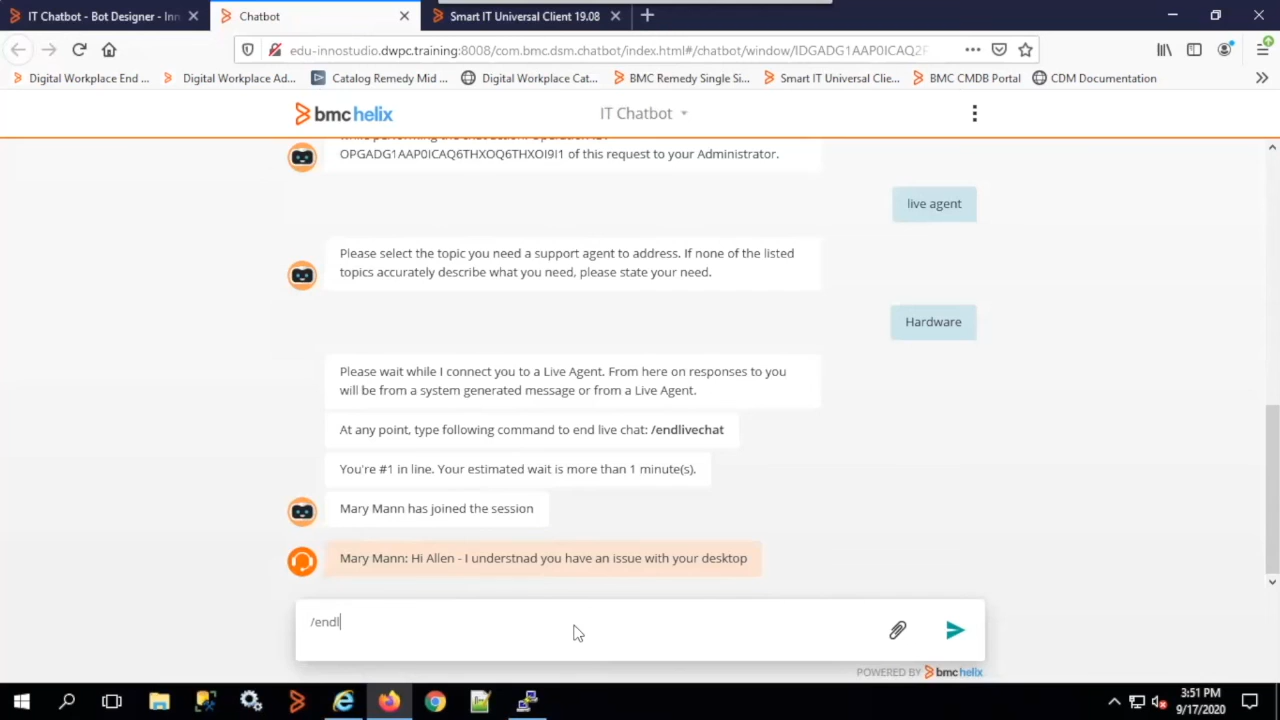 IT Chatbot - Bot Designer - Inn
Chatbot
Smart IT Universal Client 19.08
edu-innostudio.dwpc.training:8008/com.bmc.dsm.chatbot/index.html#/chatbot/window/IDGADG1AAP0ICAQ2
Digital Workplace End ...
Digital Workplace Ad...
Catalog Remedy Mid ...
Digital Workplace Cat...
BMC Remedy Single Si...
Smart IT Universal Clie...
BMC CMDB Portal
CDM Documentation
bmchelix
IT Chatbot
OPGADG1AAP0ICAQ6THXOQ6THXOI9I1 of this request to your Administrator.
live agent
Please select the topic you need a support agent to address. If none of the listed
topics accurately describe what you need, please state your need.
Hardware
Please wait while I connect you to a Live Agent. From here on responses to you
will be from a system generated message or from a Live Agent.
At any point, type following command to end live chat: /endlivechat
You're #1 in line. Your estimated wait is more than 1 minute(s).
Mary Mann has joined the session
Mary Mann: Hi Allen - I understnad you have an issue with your desktop
/endl
POWERED BY bmchelix
3:51 PM
9/17/2020